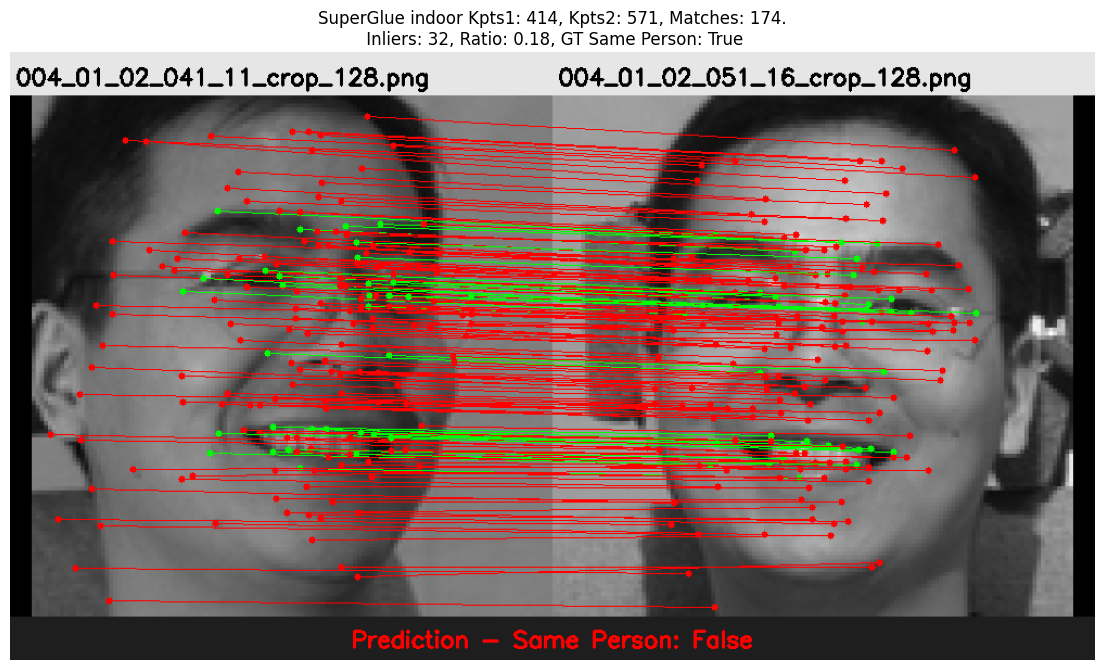 SuperGlue indoor Kpts1: 414, Kpts2: 571, Matches: 174.
Inliers: 32, Ratio: 0.18, GT Same Person: True
004_01_02_041_11_crop_128.png
004_01_02_051_16_crop_128.png
Prediction - Same Person: False